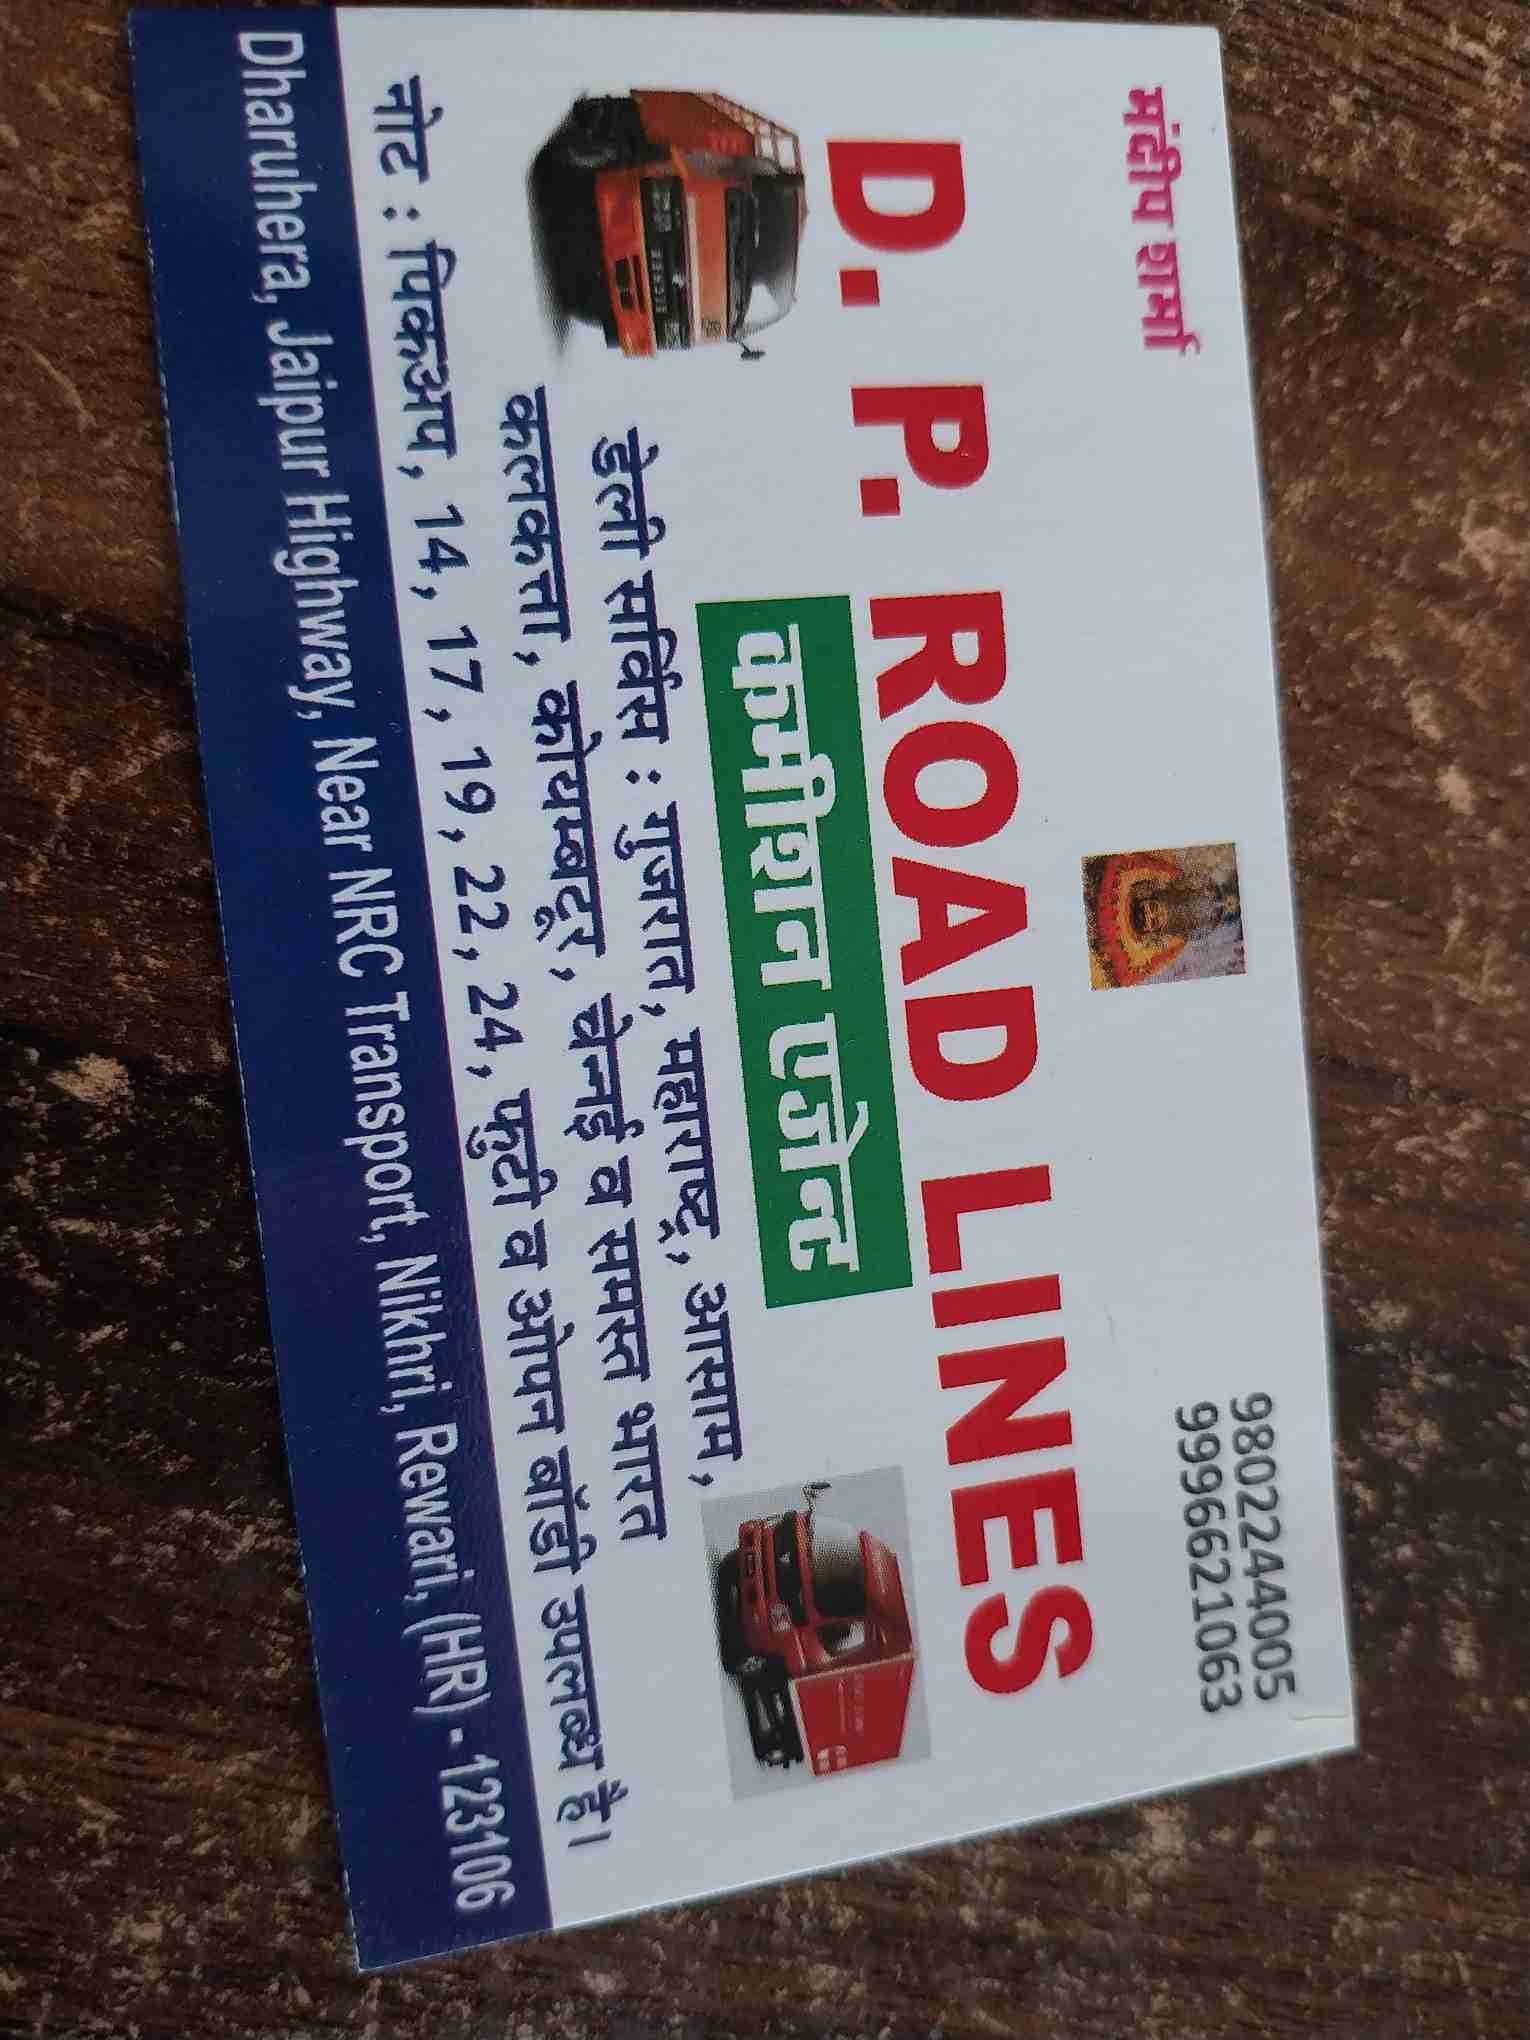 मंदीप शर्मा
9802244005
9996621063
D. P. ROAD LINES
कमीशन एजेन्ट
डेली सर्विस : गुजरात, महाराष्ट्र, आसाम,
कलकत्ता, कोयम्बटूर, चेन्नई व समस्त भारत
नोट : पिकअप, 14, 17, 19, 22, 24, फुटी व ओपन बॉडी उपलब्ध है।
Dharuhera, Jaipur Highway, Near NRC Transport, Nikhri, Rewari, (HR) - 123106